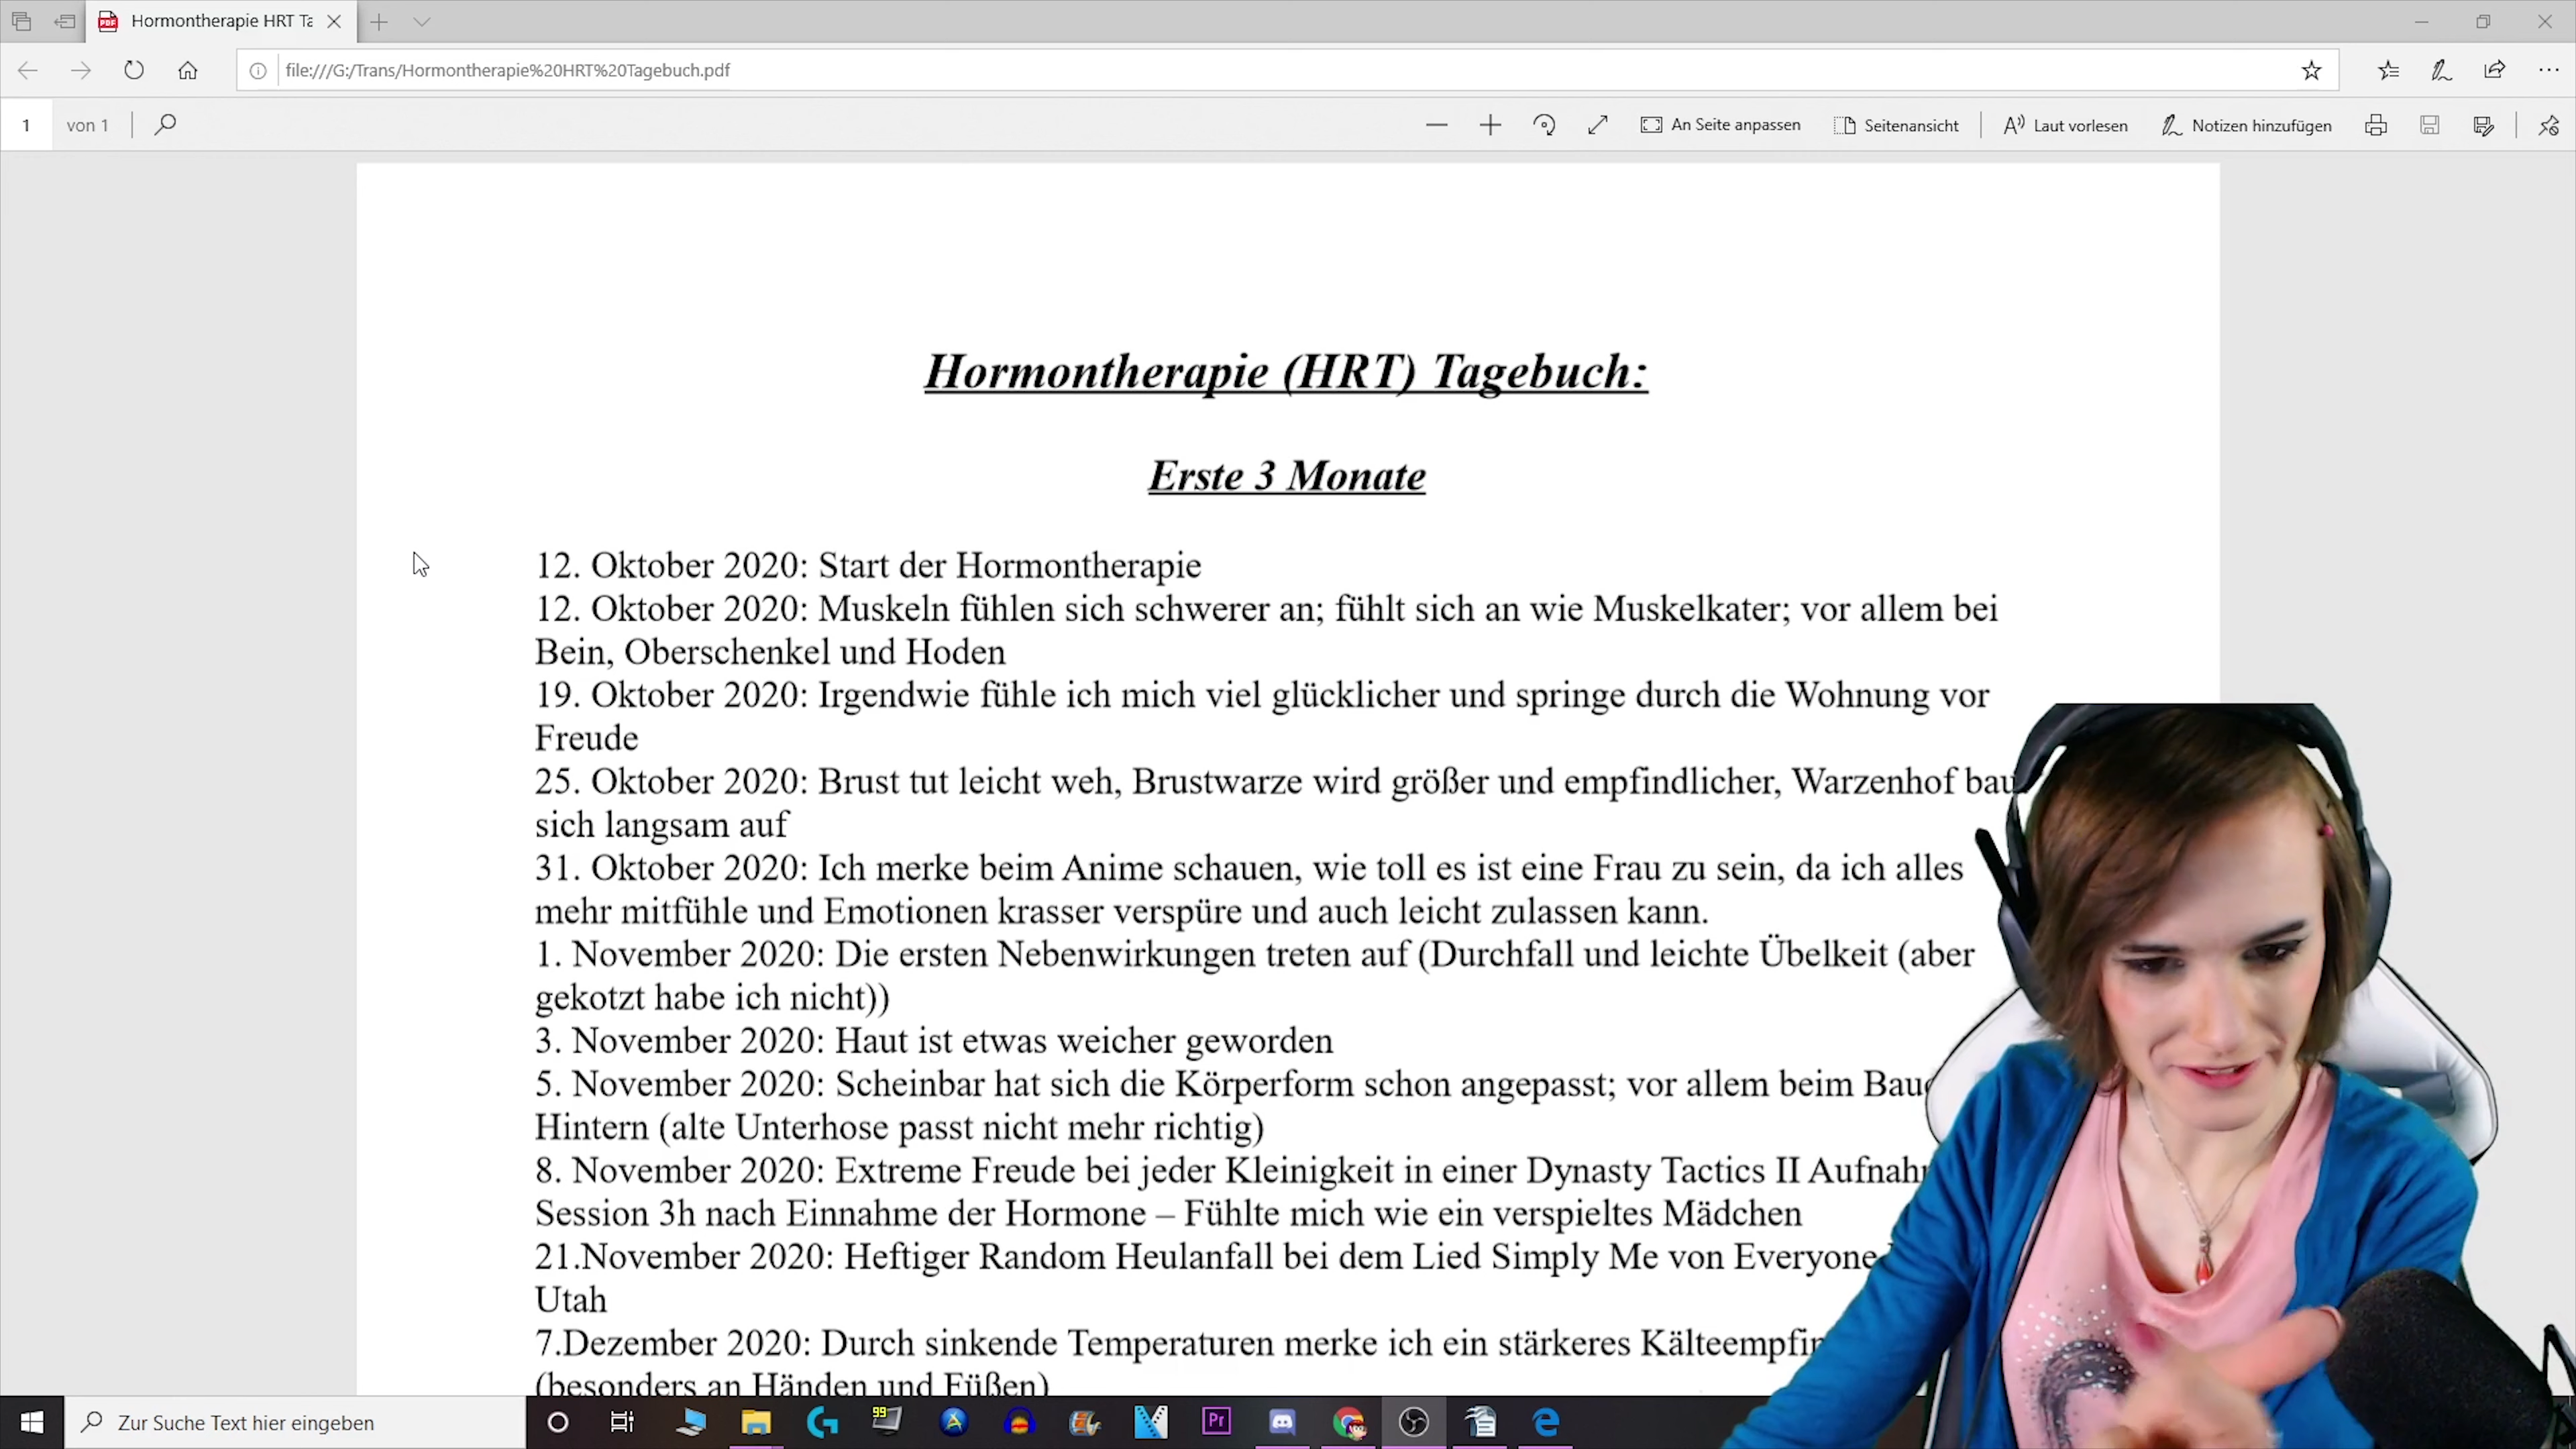 Hormontherapie HRT Ta
file:///G:/Trans/Hormontherapie%20HRT%20Tagebuch.pdf
1 von 1 An Seite anpassen Seitenansicht Laut vorlesen Notizen hinzufügen
Hormontherapie (HRT) Tagebuch:
Erste 3 Monate
12. Oktober 2020: Start der Hormontherapie
12. Oktober 2020: Muskeln fühlen sich schwerer an; fühlt sich an wie Muskelkater; vor allem bei
Bein, Oberschenkel und Hoden
19. Oktober 2020: Irgendwie fühle ich mich viel glücklicher und springe durch die Wohnung vor
Freude
25. Oktober 2020: Brust tut leicht weh, Brustwarze wird größer und empfindlicher, Warzenhof bau
sich langsam auf
31. Oktober 2020: Ich merke beim Anime schauen, wie toll es ist eine Frau zu sein, da ich alles
mehr mitfühle und Emotionen krasser verspüre und auch leicht zulassen kann.
1. November 2020: Die ersten Nebenwirkungen treten auf (Durchfall und leichte Übelkeit (aber
gekotzt habe ich nicht))
3. November 2020: Haut ist etwas weicher geworden
5. November 2020: Scheinbar hat sich die Körperform schon angepasst; vor allem beim Bau
Hintern (alte Unterhose passt nicht mehr richtig)
8. November 2020: Extreme Freude bei jeder Kleinigkeit in einer Dynasty Tactics II Aufnah
Session 3h nach Einnahme der Hormone – Fühlte mich wie ein verspieltes Mädchen
21.November 2020: Heftiger Random Heulanfall bei dem Lied Simply Me von Everyone
Utah
7.Dezember 2020: Durch sinkende Temperaturen merke ich ein stärkeres Kälteempfin
(besonders an Händen und Füßen)
Zur Suche Text hier eingeben
99
Pr